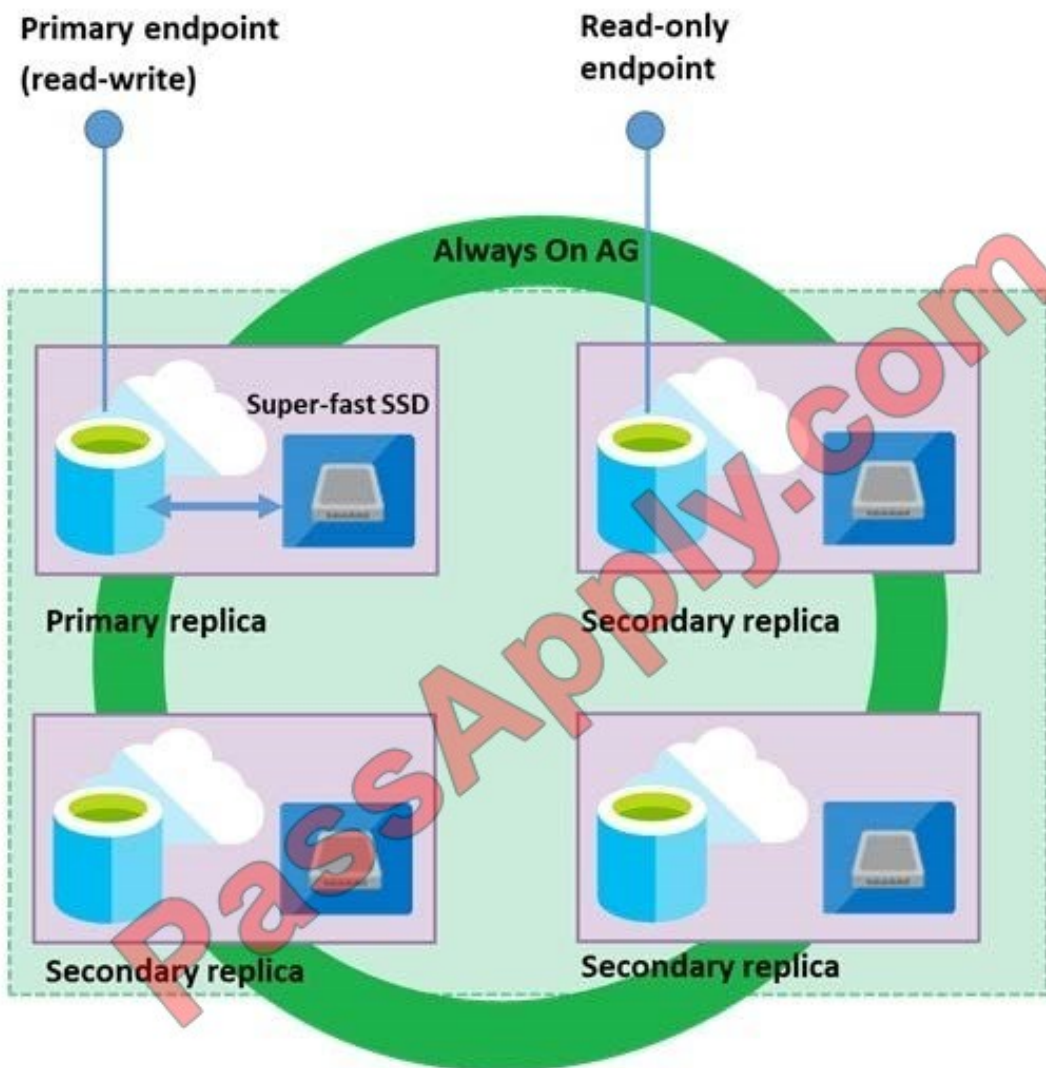 Primary endpoint
(read-write)
Read-only
endpoint
Always On AG
Super-fast SSD
Primary replica
Secondary replica
Secondary replica
Secondary replica
PassApply.com